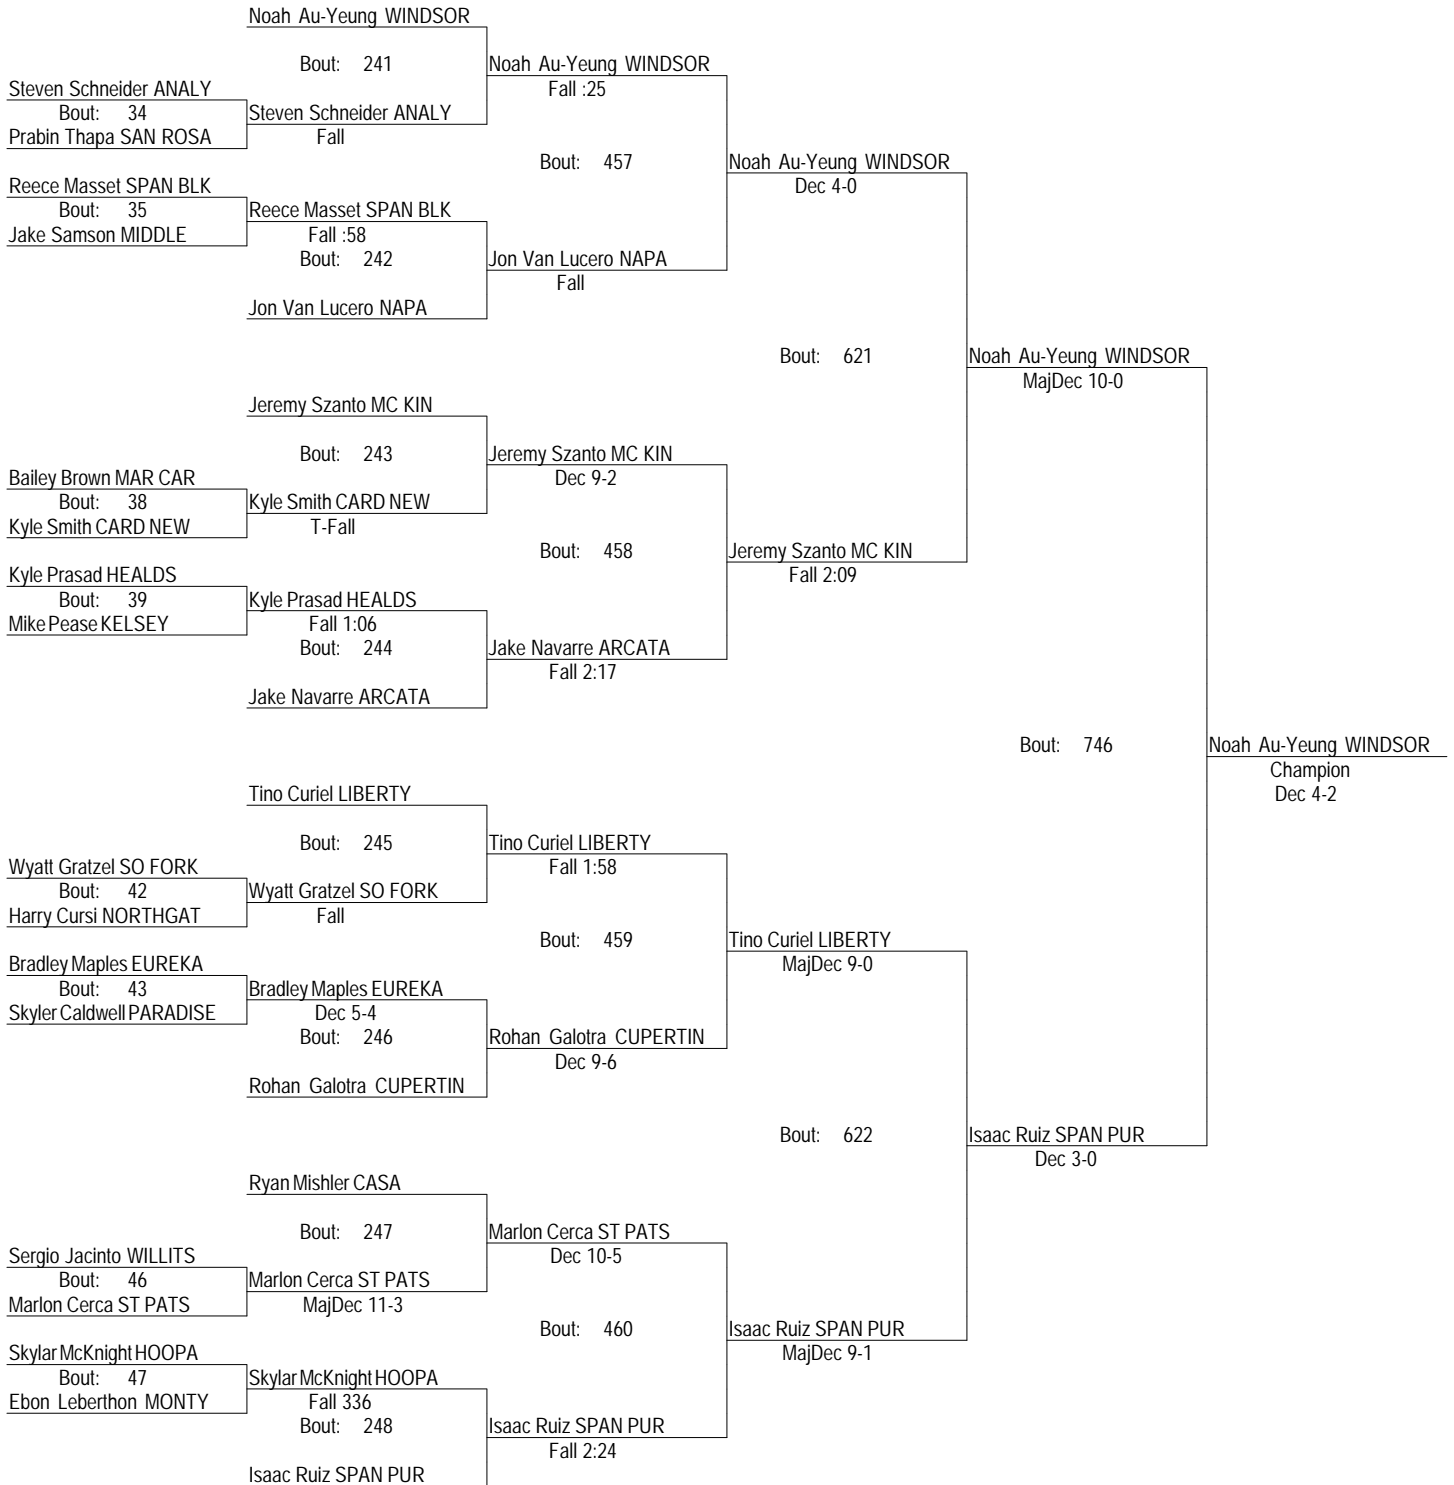 Noah Au-Yeung WINDSOR
Bout: 241
Noah Au-Yeung WINDSOR
Steven Schneider ANALY
Fall :25
Bout: 34
Steven Schneider ANALY
Prabin Thapa SAN ROSA
Fall
Bout: 457
Noah Au-Yeung WINDSOR
Reece Masset SPAN BLK
Dec 4-0
Bout: 35
Reece Masset SPAN BLK
Jake Samson MIDDLE
Fall :58
Bout: 242
Jon Van Lucero NAPA
Fall
Jon Van Lucero NAPA
Bout: 621
Noah Au-Yeung WINDSOR
MajDec 10-0
Jeremy Szanto MC KIN
Bout: 243
Jeremy Szanto MC KIN
Bailey Brown MAR CAR
Dec 9-2
Bout: 38
Kyle Smith CARD NEW
Kyle Smith CARD NEW
T-Fall
Bout: 458
Jeremy Szanto MC KIN
Kyle Prasad HEALDS
Fall 2:09
Bout: 39
Kyle Prasad HEALDS
Mike Pease KELSEY
Fall 1:06
Bout: 244
Jake Navarre ARCATA
Fall 2:17
Jake Navarre ARCATA
Bout: 746
Noah Au-Yeung WINDSOR
Champion
Dec 4-2
Tino Curiel LIBERTY
Bout: 245
Tino Curiel LIBERTY
Wyatt Gratzel SO FORK
Fall 1:58
Bout: 42
Wyatt Gratzel SO FORK
Harry Cursi NORTHGAT
Fall
Bout: 459
Tino Curiel LIBERTY
Bradley Maples EUREKA
MajDec 9-0
Bout: 43
Bradley Maples EUREKA
Skyler Caldwell PARADISE
Dec 5-4
Bout: 246
Rohan Galotra CUPERTIN
Dec 9-6
Rohan Galotra CUPERTIN
Bout: 622
Isaac Ruiz SPAN PUR
Dec 3-0
Ryan Mishler CASA
Bout: 247
Marlon Cerca ST PATS
Sergio Jacinto WILLITS
Dec 10-5
Bout: 46
Marlon Cerca ST PATS
Marlon Cerca ST PATS
MajDec 11-3
Bout: 460
Isaac Ruiz SPAN PUR
Skylar McKnight HOOPA
MajDec 9-1
Bout: 47
Skylar McKnight HOOPA
Ebon Leberthon MONTY
Fall 336
Bout: 248
Isaac Ruiz SPAN PUR
Fall 2:24
Isaac Ruiz SPAN PUR